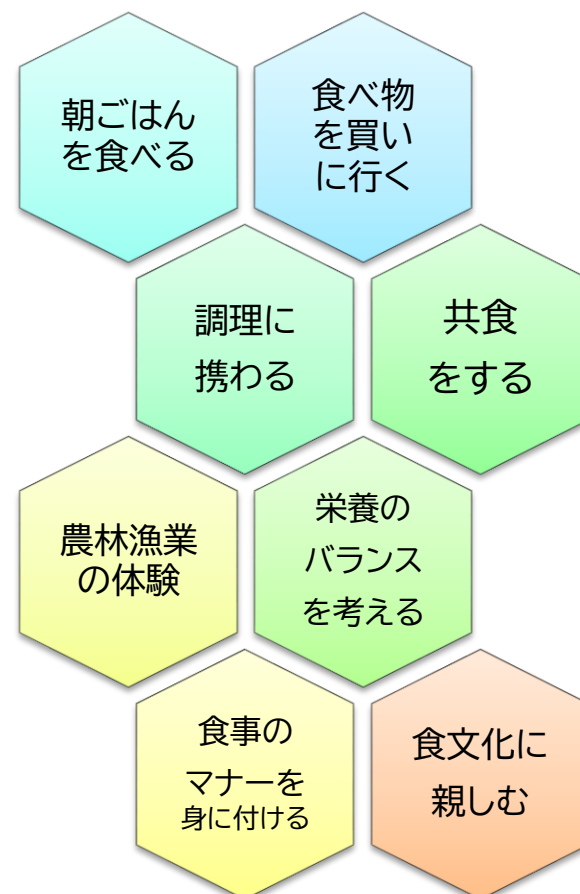 朝ごはん
を食べる
食べ物
を買い
に行く
調理に
携わる
共食
をする
農林漁業
の体験
栄養の
バランス
を考える
食事の
マナーを
身に付ける
食文化に
親しむ